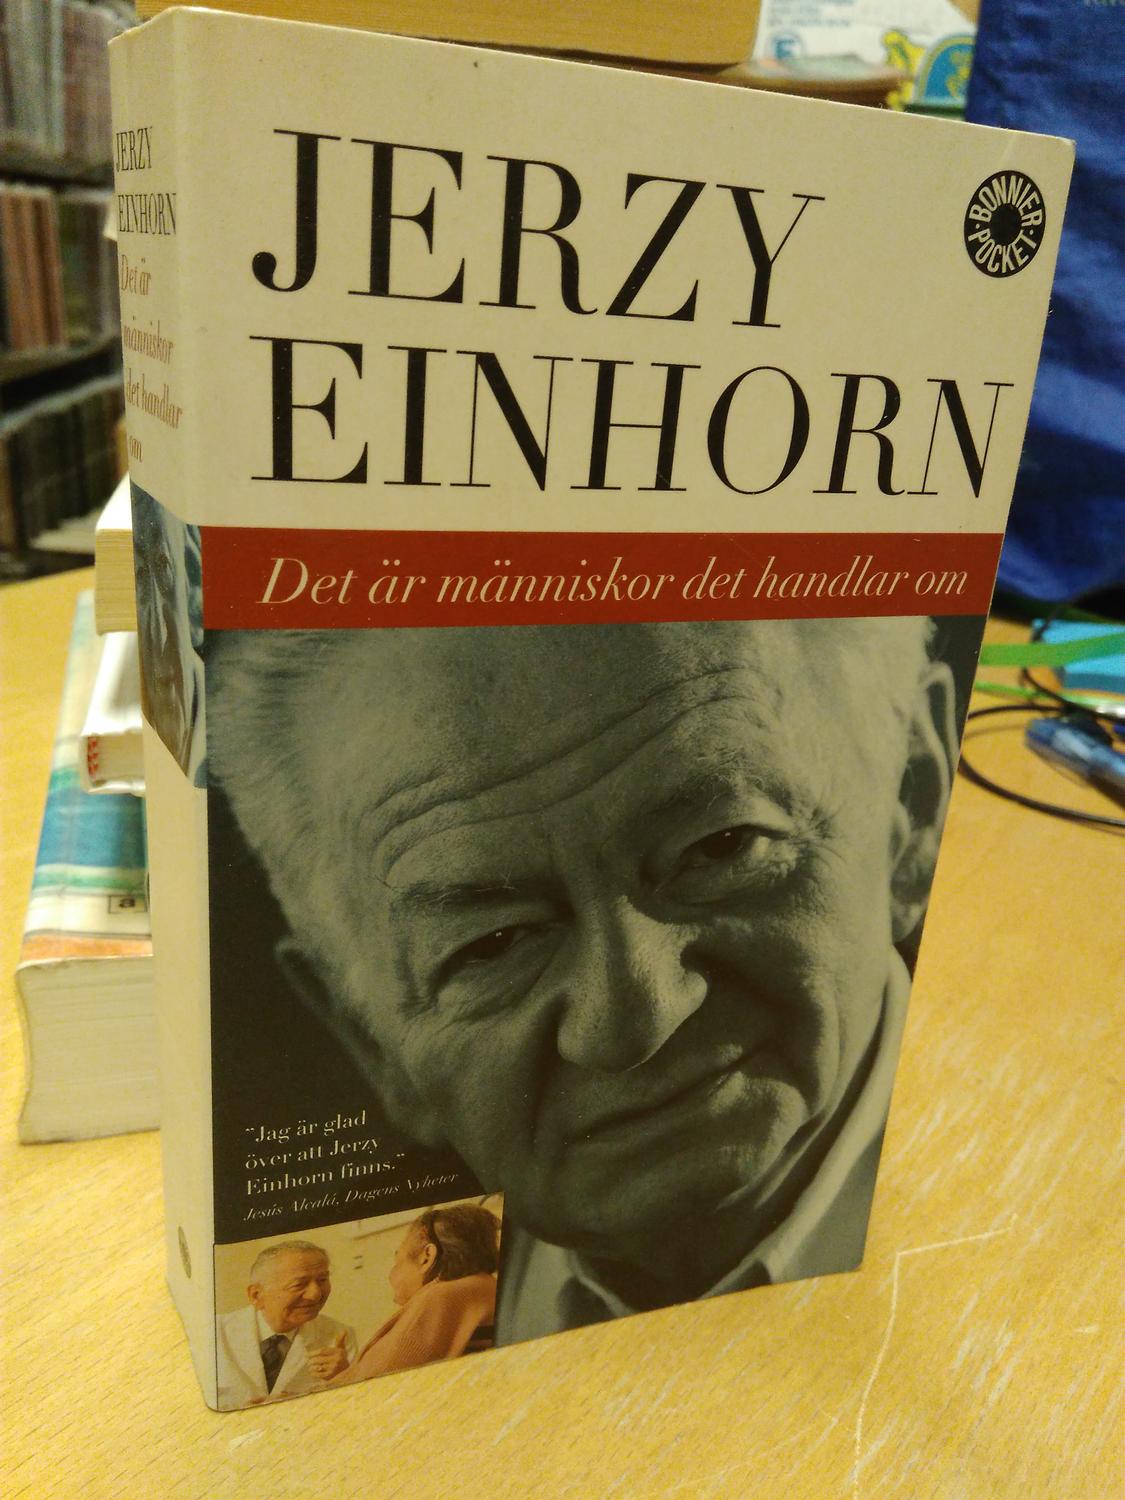 JERZY
EINHORN
Det är
människor
det handlar
om
JERZY
EINHORN
BONNIER
POCKET
Det är människor det handlar om
"Jag är glad
över att Jerzy
Einhorn finns."
Jesús Alcalá, Dagens Nyheter
a